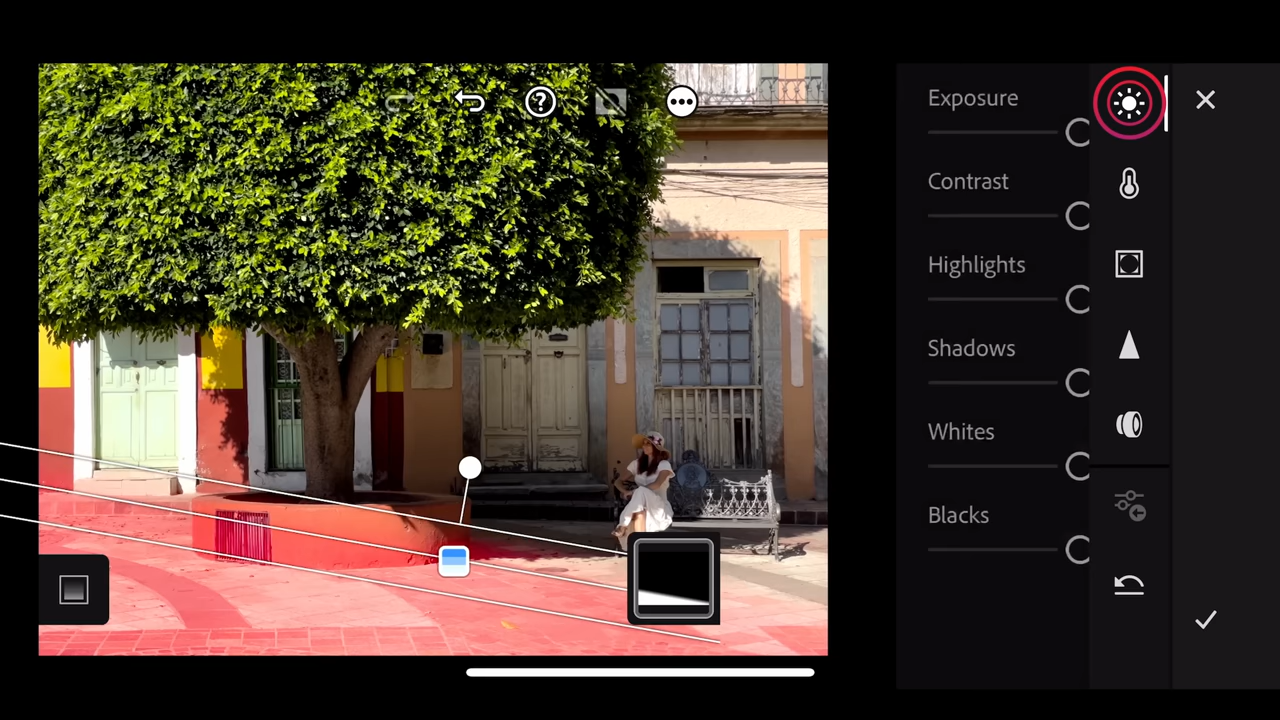 Exposure
Contrast
Highlights
Shadows
Whites
Blacks